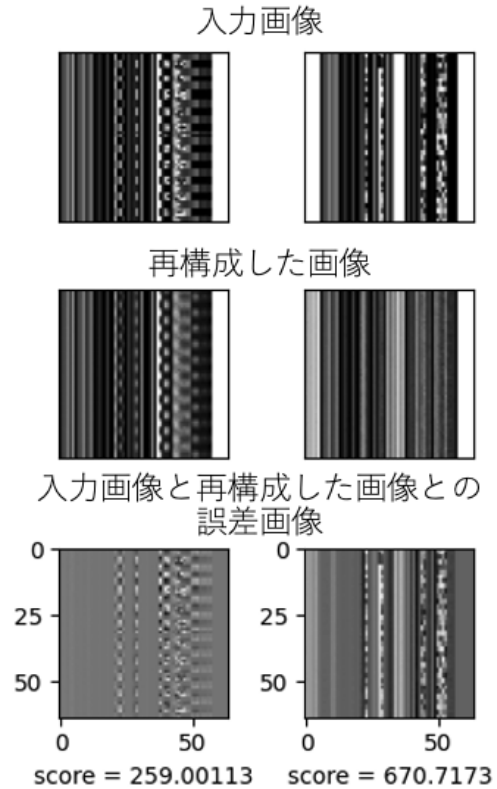 入力画像
再構成した画像
入力画像と再構成した画像との
誤差画像
0
25
50
0
50
0
25
50
0
50
score = 259.00113
score = 670.7173